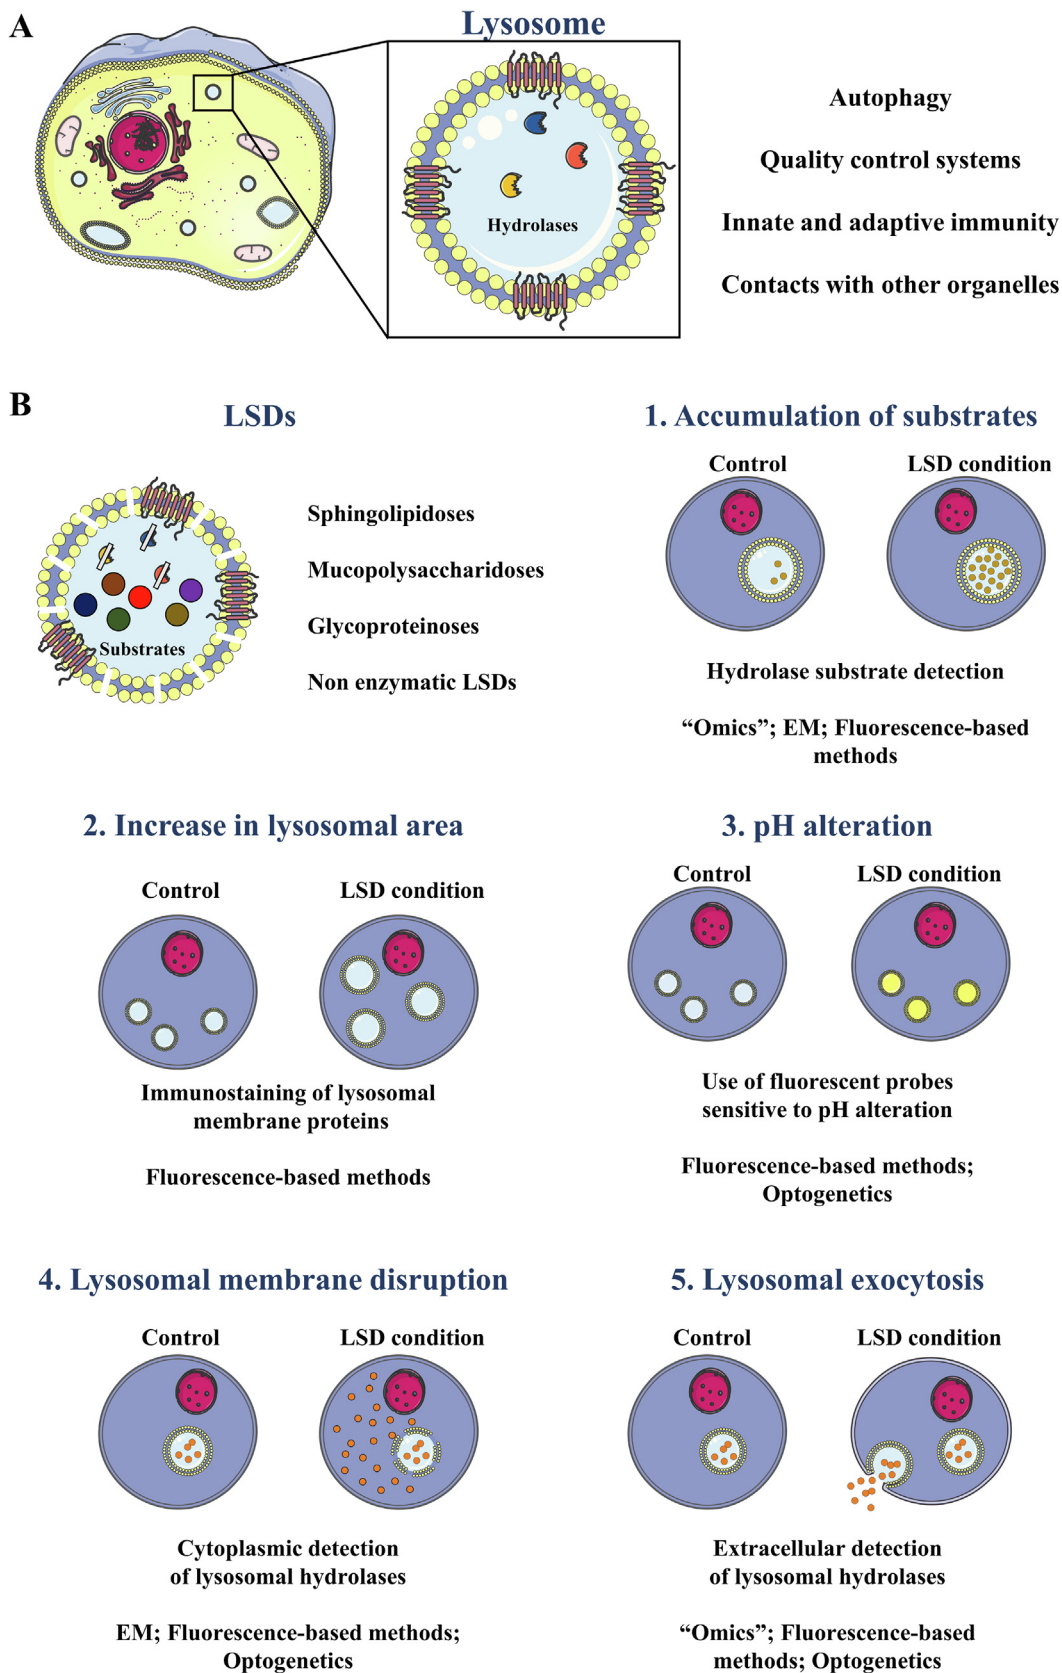 A
Lysosome
Hydrolases
Autophagy
Quality control systems
Innate and adaptive immunity
Contacts with other organelles
B
LSDs
Substrates
Sphingolipidoses
Mucopolysaccharidoses
Glycoproteinoses
Non enzymatic LSDs
1. Accumulation of substrates
Control
LSD condition
Hydrolase substrate detection
“Omics”; EM; Fluorescence-based
methods
2. Increase in lysosomal area
Control
LSD condition
Immunostaining of lysosomal
membrane proteins
Fluorescence-based methods
3. pH alteration
Control
LSD condition
Use of fluorescent probes
sensitive to pH alteration
Fluorescence-based methods;
Optogenetics
4. Lysosomal membrane disruption
Control
LSD condition
Cytoplasmic detection
of lysosomal hydrolases
EM; Fluorescence-based methods;
Optogenetics
5. Lysosomal exocytosis
Control
LSD condition
Extracellular detection
of lysosomal hydrolases
“Omics”; Fluorescence-based
methods; Optogenetics